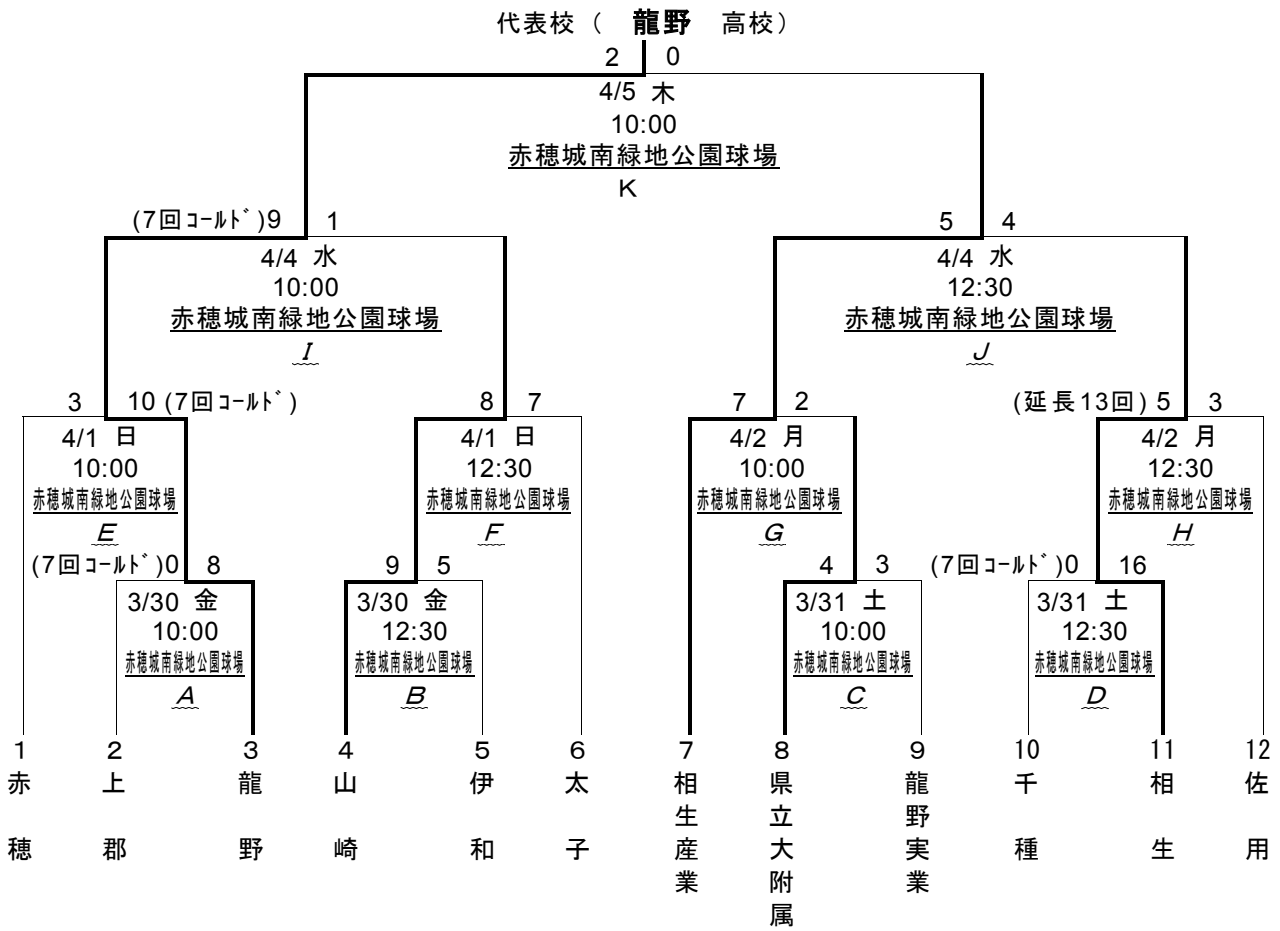 代表校（ 龍野 高校）
2 0
4/5 木
10:00
赤穂城南緑地公園球場
K
(7回コールド)9 1
5 4
4/4 水
10:00
赤穂城南緑地公園球場
I
4/4 水
12:30
赤穂城南緑地公園球場
J
3 10 (7回コールド)
8 7
7 2
(延長13回) 5 3
4/1 日
10:00
赤穂城南緑地公園球場
E
4/1 日
12:30
赤穂城南緑地公園球場
F
4/2 月
10:00
赤穂城南緑地公園球場
G
4/2 月
12:30
赤穂城南緑地公園球場
H
(7回コールド)0 8
9 5
4 3
(7回コールド)0 16
3/30 金
10:00
赤穂城南緑地公園球場
A
3/30 金
12:30
赤穂城南緑地公園球場
B
3/31 土
10:00
赤穂城南緑地公園球場
C
3/31 土
12:30
赤穂城南緑地公園球場
D
1 2 3 4 5 6 7 8 9 10 11 12
赤穂
上郡
龍野
山崎
伊和
太子
相生産業
県立大附属
龍野実業
千種
相生
佐用